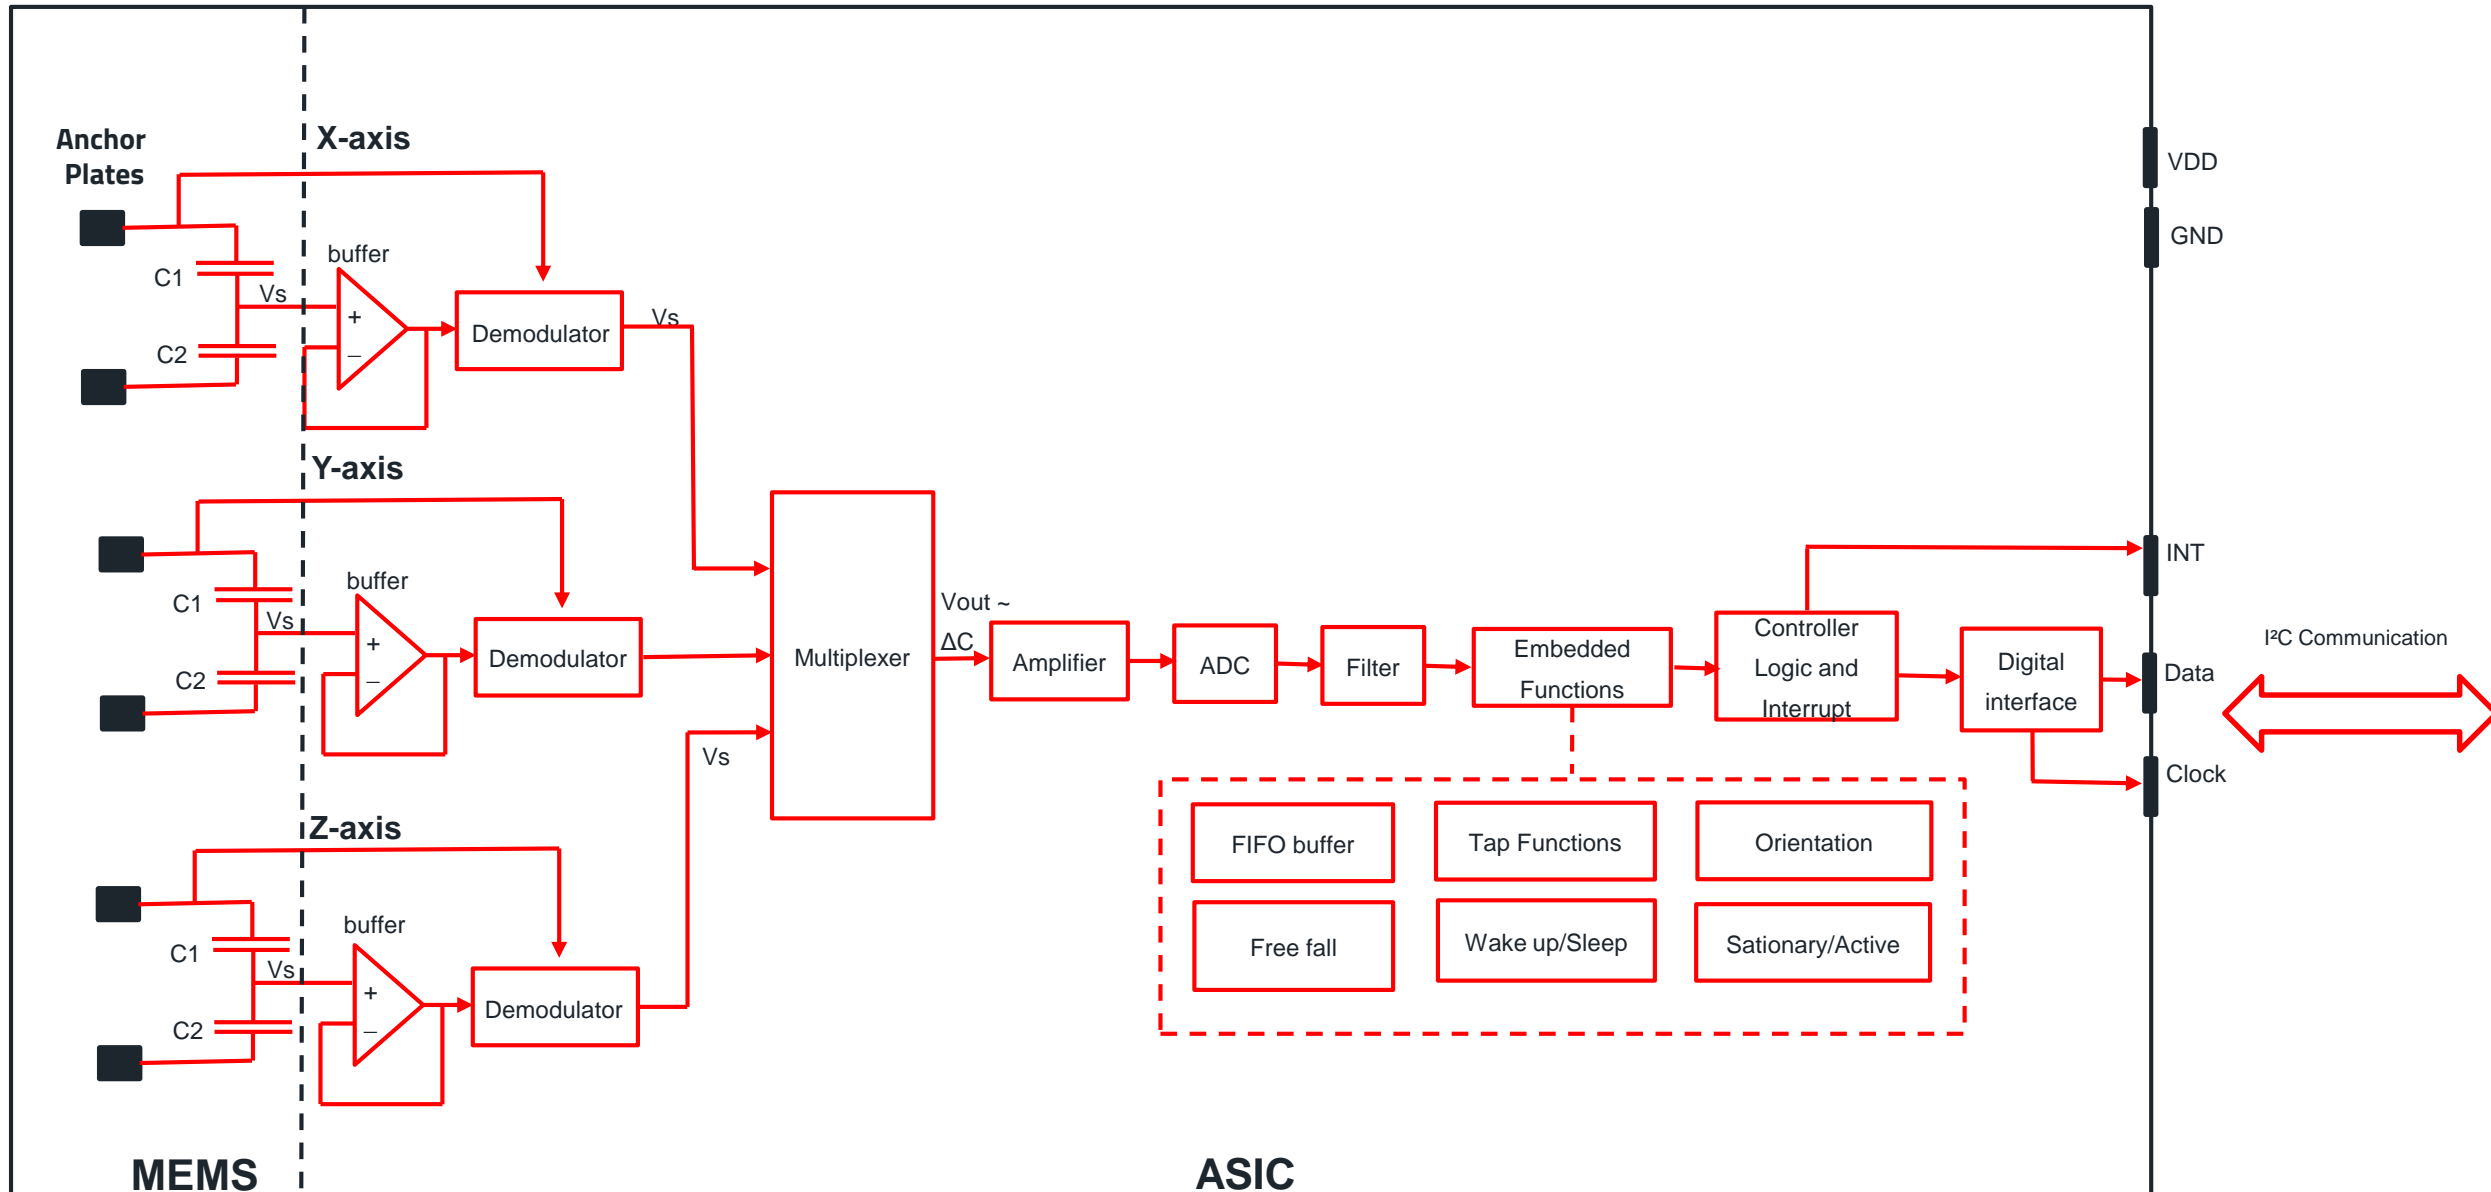 Anchor
Plates
X-axis
buffer
C1
Vs
+
−
C2
Demodulator
Vs
Y-axis
buffer
C1
Vs
+
−
C2
Demodulator
Z-axis
buffer
C1
Vs
+
−
C2
Demodulator
Vs
Multiplexer
Vout ~
ΔC
Amplifier
ADC
Filter
Embedded
Functions
Controller
Logic and
Interrupt
Digital
interface
FIFO buffer
Tap Functions
Orientation
Free fall
Wake up/Sleep
Sationary/Active
VDD
GND
INT
Data
Clock
I²C Communication
MEMS
ASIC